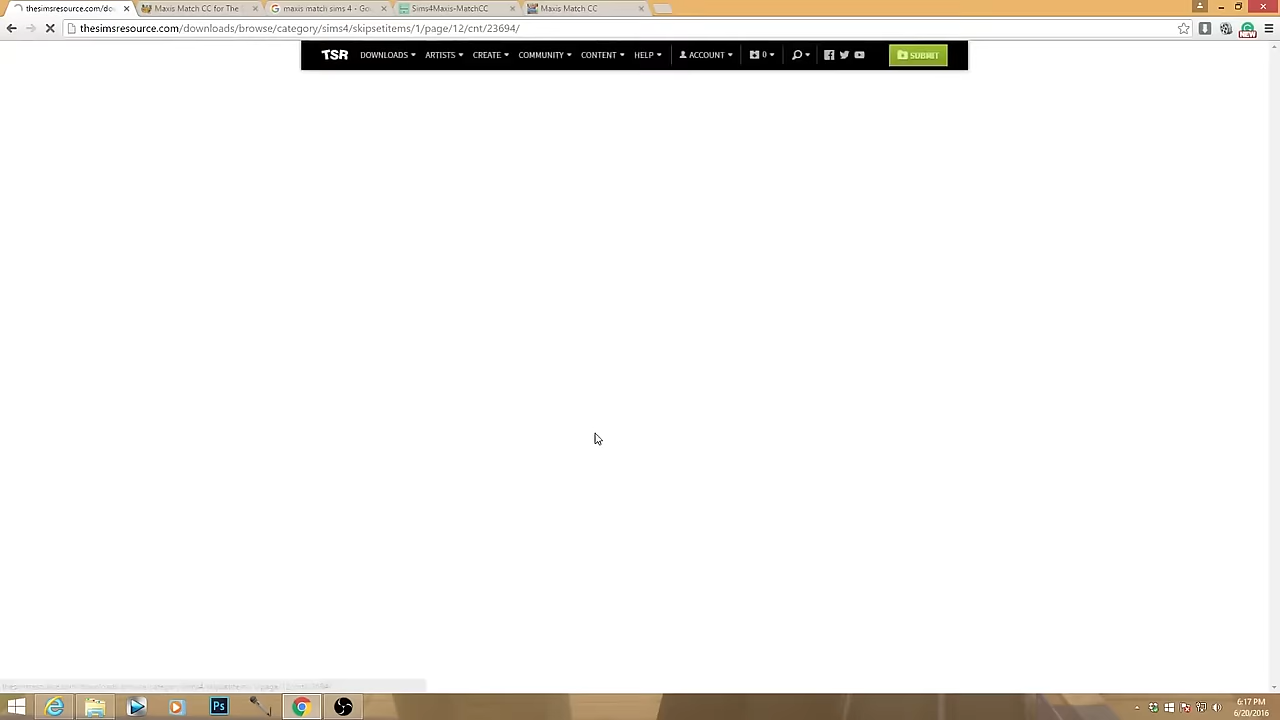 thesimsresource.com/do
Maxis Match CC for The
maxis match sims 4 - Go
Sims4Maxis-MatchCC
Maxis Match CC
thesimsresource.com/downloads/browse/category/sims4/skipsetitems/1/page/12/cnt/23694/
NEW
TSR DOWNLOADS ARTISTS CREATE COMMUNITY CONTENT HELP ACCOUNT 0 SUBMIT
Ps
6:17 PM
6/20/2016